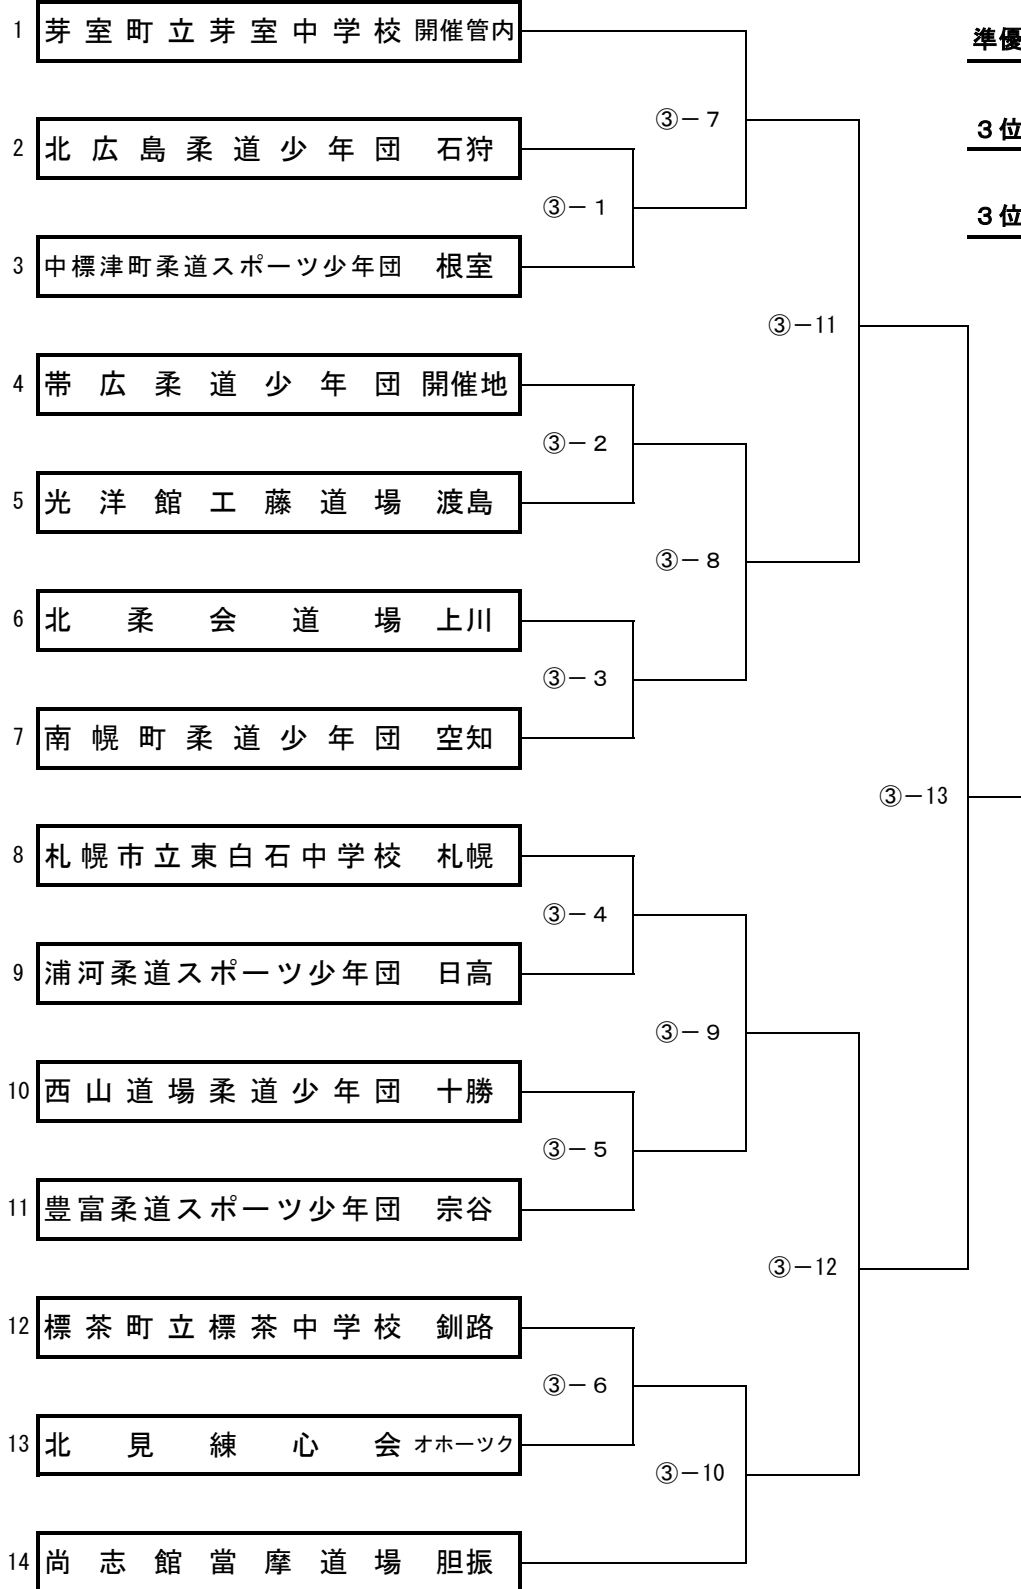 1 芽室町立芽室中学校 開催管内
準優
③－7
2 北広島柔道少年団 石狩
3位
③－1
3位
3 中標津町柔道スポーツ少年団 根室
③－11
4 帯広柔道少年団 開催地
③－2
5 光洋館工藤道場 渡島
③－8
6 北柔会道場 上川
③－3
7 南幌町柔道少年団 空知
③－13
8 札幌市立東白石中学校 札幌
③－4
9 浦河柔道スポーツ少年団 日高
③－9
10 西山道場柔道少年団 十勝
③－5
11 豊富柔道スポーツ少年団 宗谷
③－12
12 標茶町立標茶中学校 釧路
③－6
13 北見練心会 オホーツク
③－10
14 尚志館當摩道場 胆振